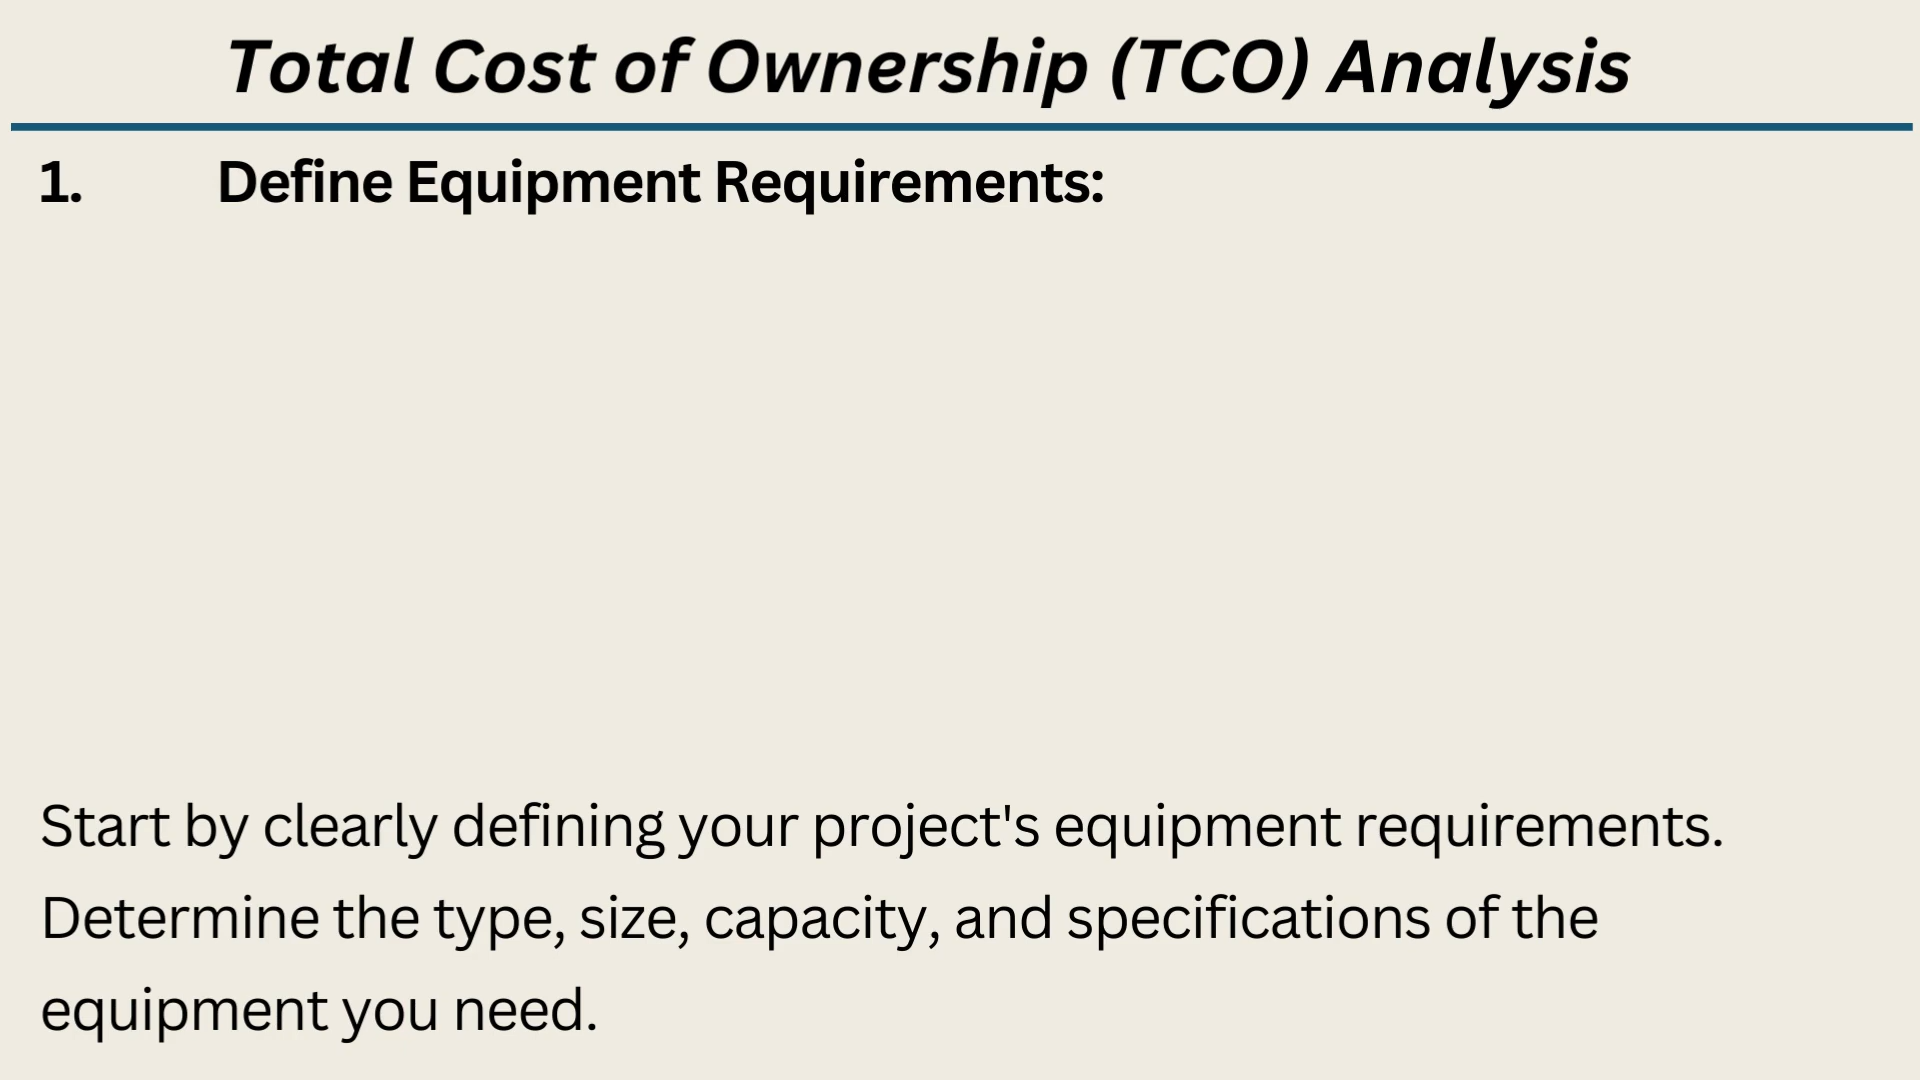 Total Cost of Ownership (TCO) Analysis
1. Define Equipment Requirements:
Start by clearly defining your project's equipment requirements.
Determine the type, size, capacity, and specifications of the
equipment you need.